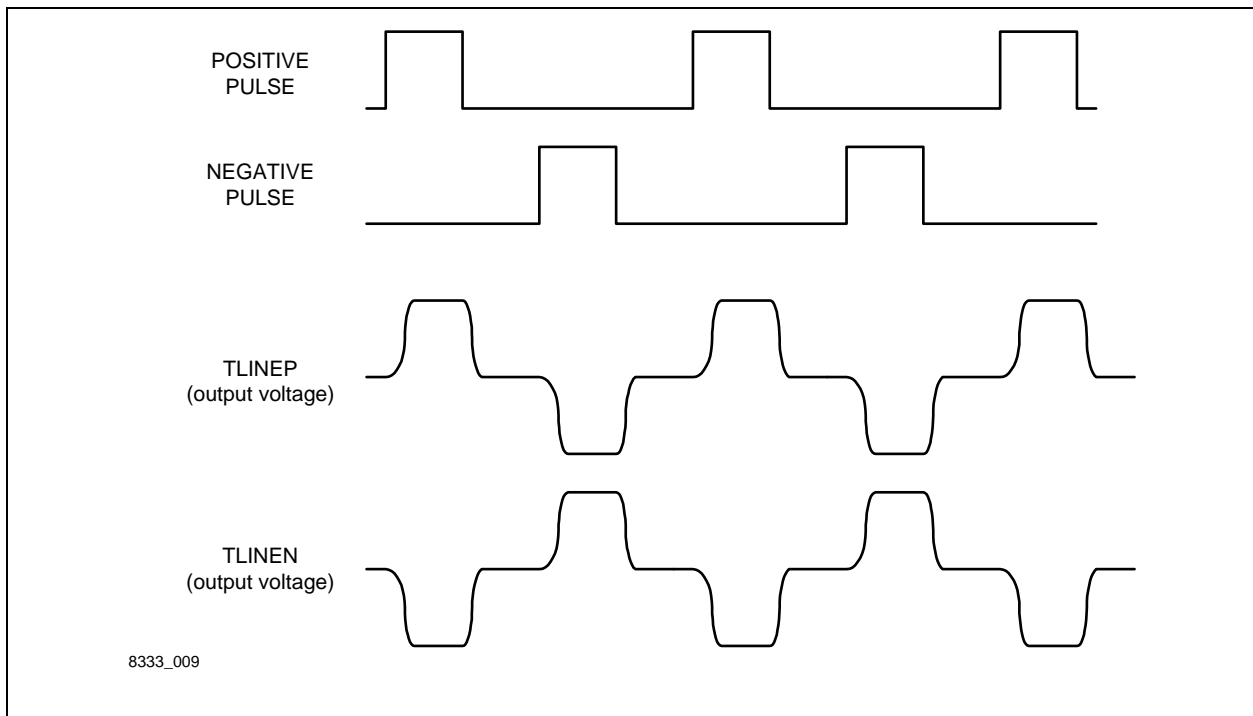 POSITIVE
PULSE
NEGATIVE
PULSE
TLINEP
(output voltage)
TLINEN
(output voltage)
8333_009